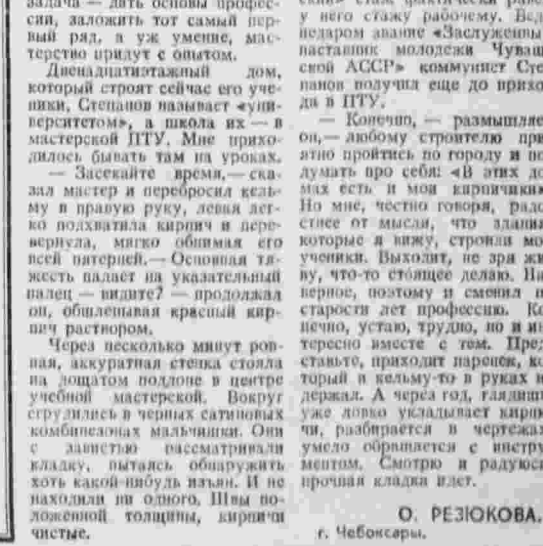 задача — дать основы профес-
сии, заложить тот самый пер-
вый ряд, а уж умение, мас-
терство придут с опытом.
Двенадцатиэтажный дом,
который строят сейчас его уче-
ники, Степанов называет «уни-
верситетом», а школа их — в
мастерской ПТУ. Мне прихо-
дилось бывать там на уроках.
— Засекайте время,— ска-
зал мастер и перебросил кель-
му в правую руку, левая лег-
ко подхватила кирпич и пере-
вернула, мягко обнимая его
всей пятерней.— Основная тя-
жесть падает на указательный
палец — видите? — продолжал
он, обшлепывая красный кир-
пич раствором.
Через несколько минут ров-
ная, аккуратная стенка стояла
на дощатом поддоне в центре
учебной мастерской. Вокруг
сгрудились в черных сатиновых
комбинезонах мальчишки. Они
с завистью рассматривали
кладку, пытаясь обнаружить
хоть какой-нибудь изъян. И не
находили ни одного. Швы по-
ложенной толщины, кирпичи
чистые.
у него стажу рабочему.
недаром звание «Заслуженны
наставник молодежи Чуваш
ской АССР» коммунист Сте
панов получил еще до прихо
да в ПТУ.
— Конечно, — размышляе
он,— любому строителю при
ятно пройтись по городу и по
думать про себя: «В этих до
мах есть и мои кирпичики
Но мне, честно говоря, радо
стнее от мысли, что здания
которые я вижу, строили мо
ученики. Выходит, не зря жи
ву, что-то стоящее делаю. На
верное, поэтому и сменил
старости лет профессию. Ко
нечно, устаю, трудно, но и ин
тересно вместе с тем. Пред
ставьте, приходит паренек, ко
торый и кельму-то в руках н
держал. А через год, глядишь
уже ловко укладывает кирпи
чи, разбирается в чертежах
умело обращается с инстру
ментом. Смотрю и радуюсь
прочная кладка идет.
О. РЕЗЮКОВА.
г. Чебоксары.